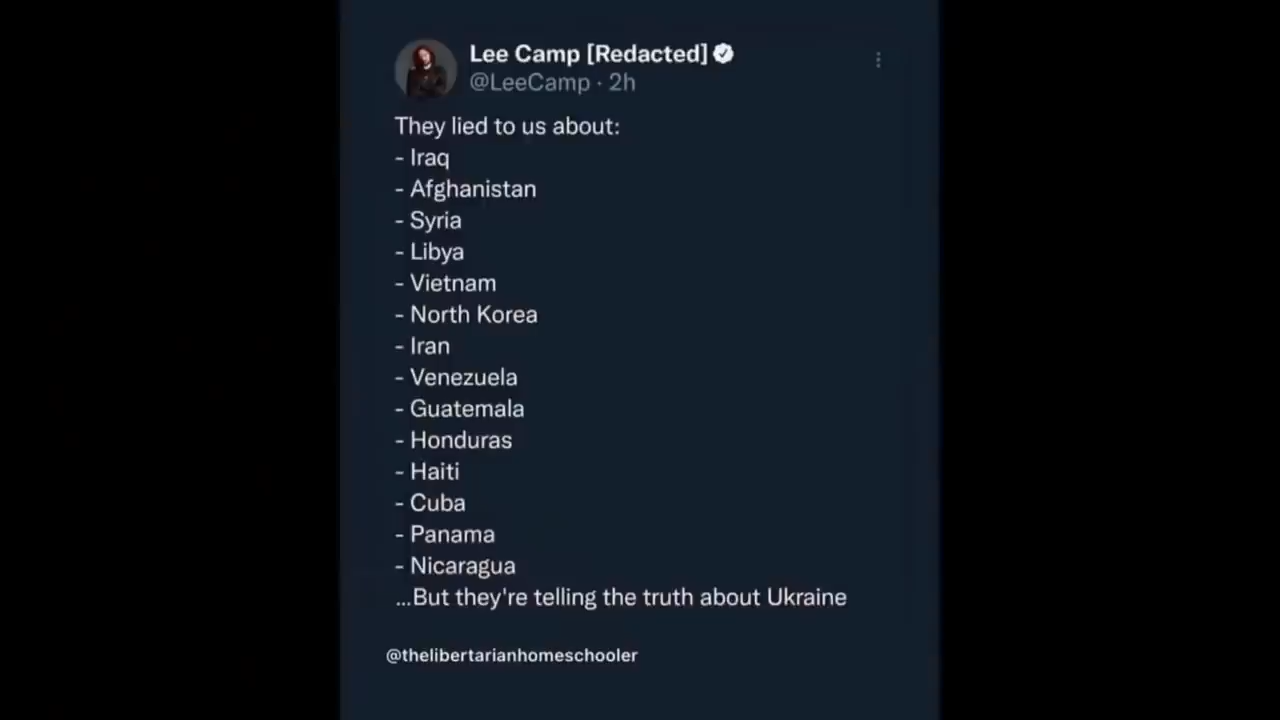 Lee Camp [Redacted]
@LeeCamp · 2h
They lied to us about:
- Iraq
- Afghanistan
- Syria
- Libya
- Vietnam
- North Korea
- Iran
- Venezuela
- Guatemala
- Honduras
- Haiti
- Cuba
- Panama
- Nicaragua
...But they're telling the truth about Ukraine
@thelibertarianhomeschooler